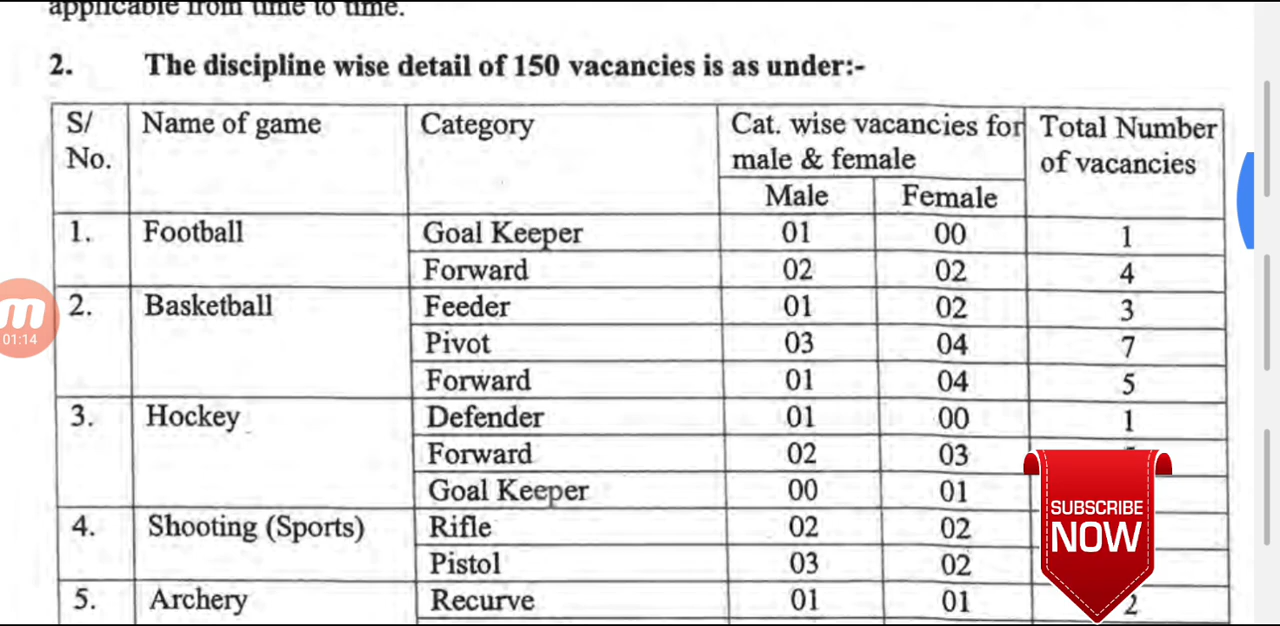 applicable from time to time.
2. The discipline wise detail of 150 vacancies is as under:-
S/ No. Name of game Category Cat. wise vacancies for male & female Total Number of vacancies
Male Female
1. Football Goal Keeper 01 00 1
Forward 02 02 4
2. Basketball Feeder 01 02 3
Pivot 03 04 7
Forward 01 04 5
3. Hockey Defender 01 00 1
Forward 02 03
Goal Keeper 00 01
4. Shooting (Sports) Rifle 02 02
Pistol 03 02
5. Archery Recurve 01 01 2
m
01:14
SUBSCRIBE
NOW